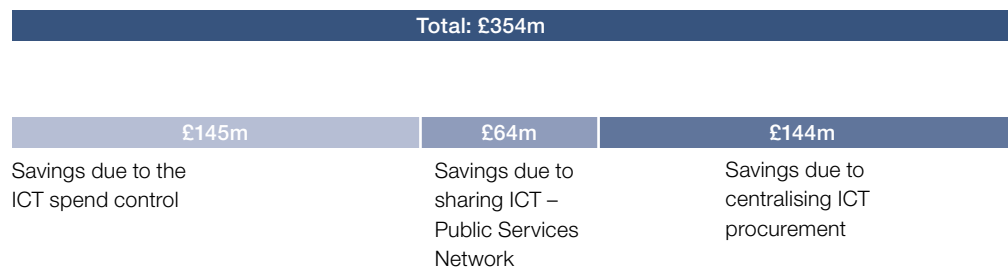 Total: £354m
£145m
£64m
£144m
Savings due to the
ICT spend control
Savings due to
sharing ICT –
Public Services
Network
Savings due to
centralising ICT
procurement